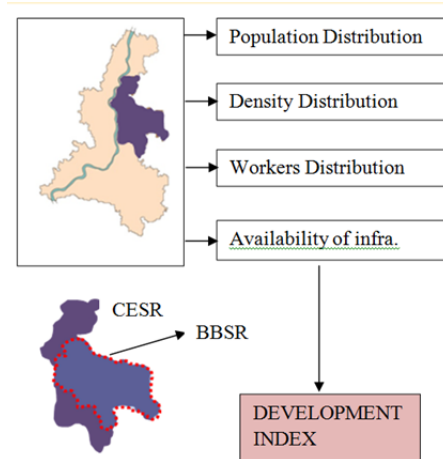 Population Distribution
Density Distribution
Workers Distribution
Availability of infra.
CESR
BBSR
DEVELOPMENT
INDEX